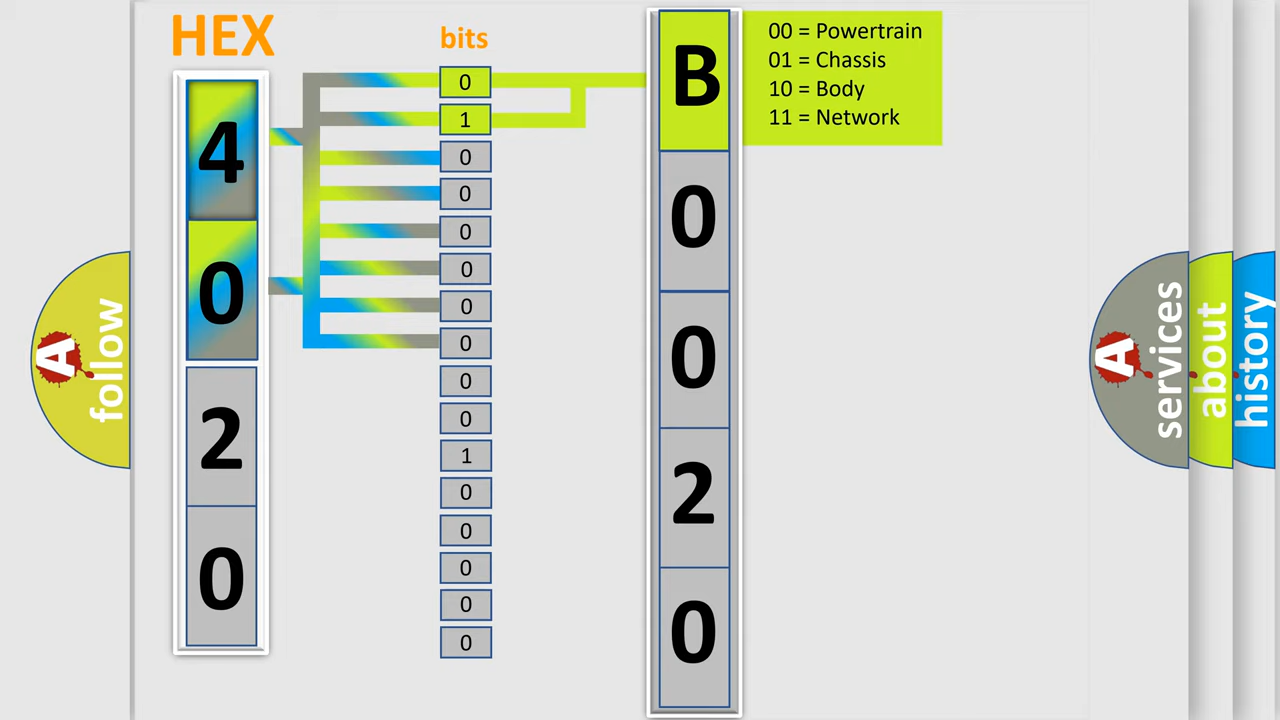 HEX
bits
4
0
2
0
0
1
0
0
0
0
0
0
0
0
1
0
0
0
0
0
B
0
0
2
0
00 = Powertrain
01 = Chassis
10 = Body
11 = Network
A
follow
A
services
about
history